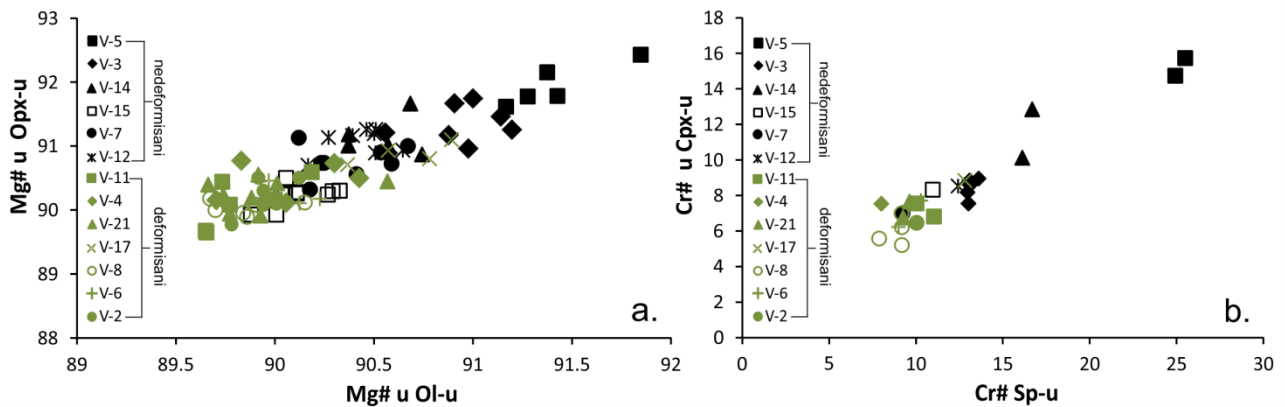 93
92
91
90
89
88
Mg# u Opx-u
V-5
V-3
V-14
V-15
V-7
V-12
nedeformisani
V-11
V-4
V-21
V-17
V-8
V-6
V-2
deformisani
a.
89
89.5
90
90.5
91
91.5
92
Mg# u Ol-u
18
16
14
12
10
8
6
4
2
0
Cr# u Cpx-u
V-5
V-3
V-14
V-15
V-7
V-12
nedeformisani
V-11
V-4
V-21
V-17
V-8
V-6
V-2
deformisani
b.
0
5
10
15
20
25
30
Cr# Sp-u